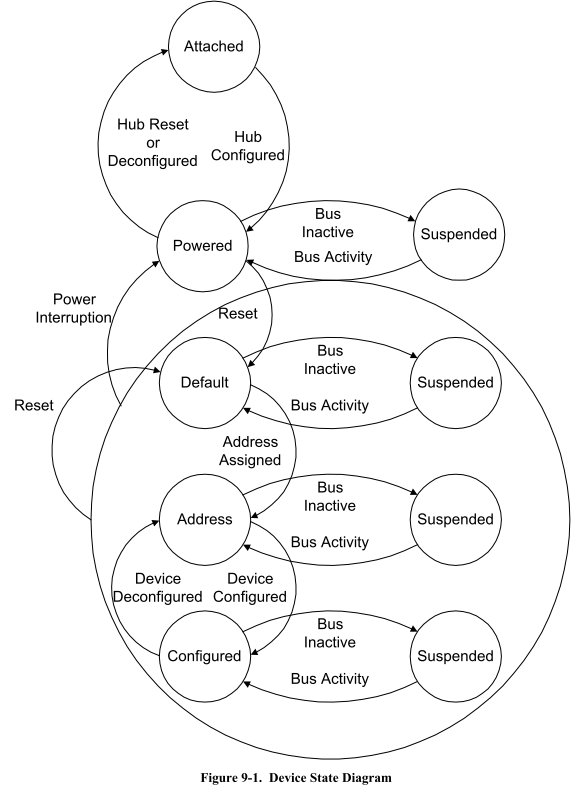 Attached
Hub Reset
or
Deconfigured
Hub
Configured
Powered
Bus
Inactive
Bus Activity
Suspended
Power
Interruption
Reset
Default
Bus
Inactive
Bus Activity
Suspended
Reset
Address
Assigned
Address
Bus
Inactive
Bus Activity
Suspended
Device
Deconfigured
Device
Configured
Configured
Bus
Inactive
Bus Activity
Suspended
Figure 9-1. Device State Diagram